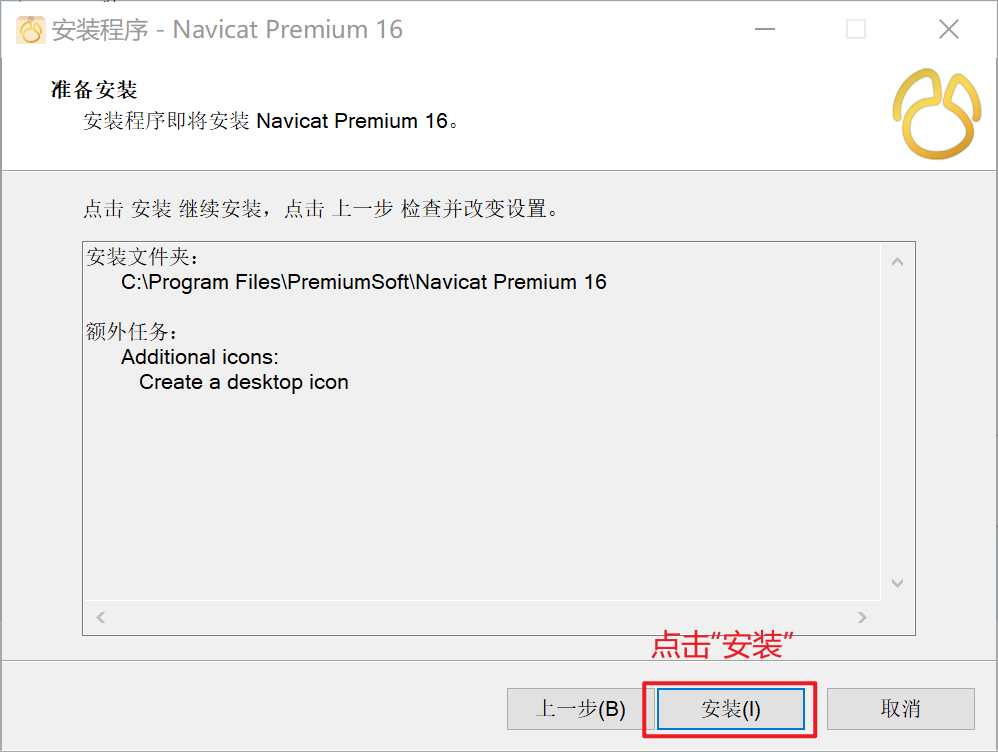 安装程序 - Navicat Premium 16
准备安装
安装程序即将安装 Navicat Premium 16。
点击 安装 继续安装，点击 上一步 检查并改变设置。
安装文件夹：
C:\Program Files\PremiumSoft\Navicat Premium 16
额外任务：
Additional icons:
Create a desktop icon
点击“安装”
上一步(B)
安装(I)
取消